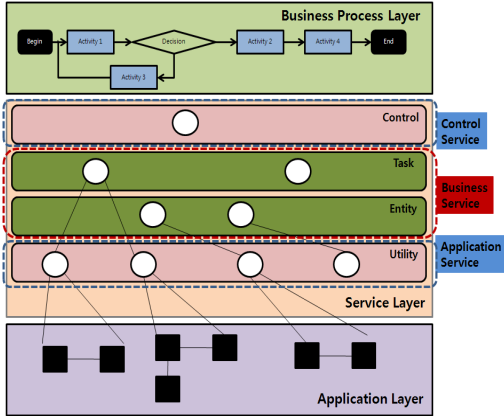 Business Process Layer
Begin
Activity 1
Decision
Activity 2
Activity 4
End
Activity 3
Control
Control
Service
Task
Business
Service
Entity
Utility
Application
Service
Service Layer
Application Layer